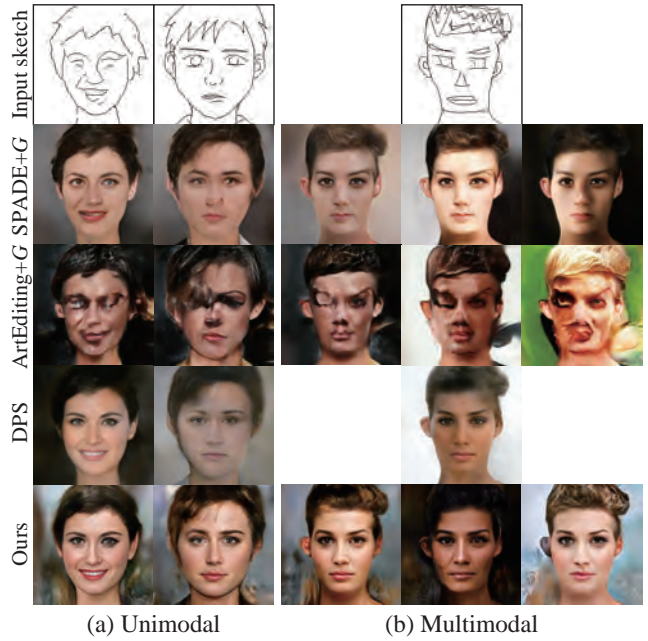 Input sketch
SPADE+G
ArtEditing+G
DPS
Ours
(a) Unimodal
(b) Multimodal